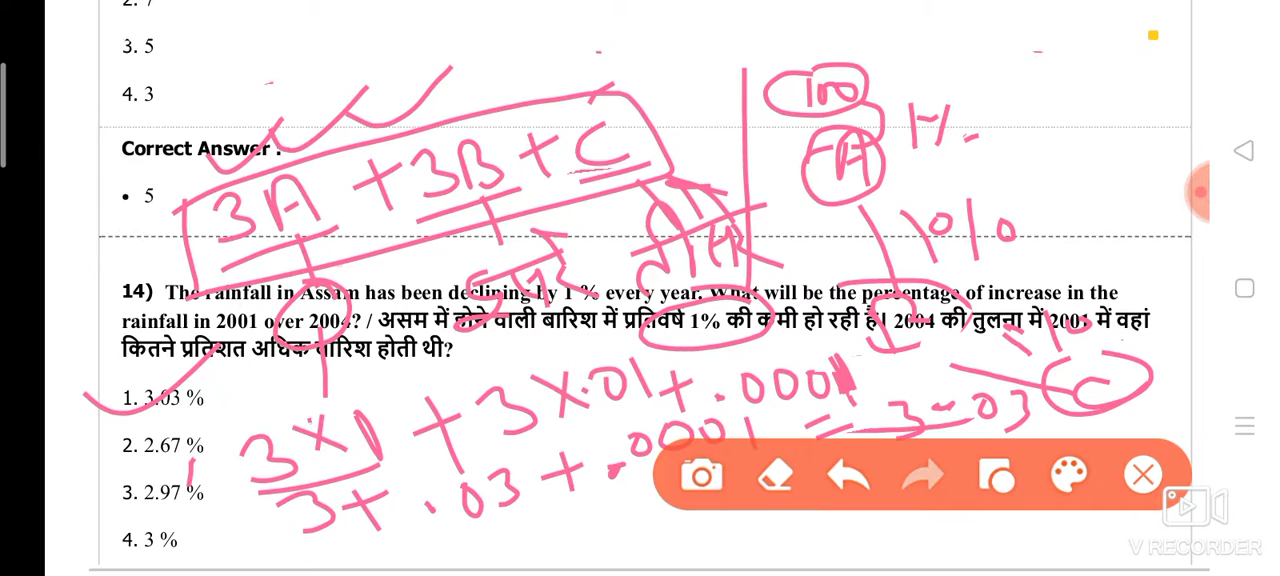 2. 7
3. 5
4. 3
Correct Answer :
• 5
3A + 3B + C
100
A
1%
B
1%
C
14) The rainfall in Assam has been declining by 1 % every year. What will be the percentage of increase in the
rainfall in 2001 over 2004? / असम में होने वाली बारिश में प्रतिवर्ष 1% की कमी हो रही है। 2004 की तुलना में 2001 में वहां
कितने प्रतिशत अधिक बारिश होती थी?
1. 3.03 %
2. 2.67 %
3. 2.97 %
4. 3 %
3 × 1 + 3 × .01 + .0001
3 + .03 + .0001 = 3.03
V RECORDER